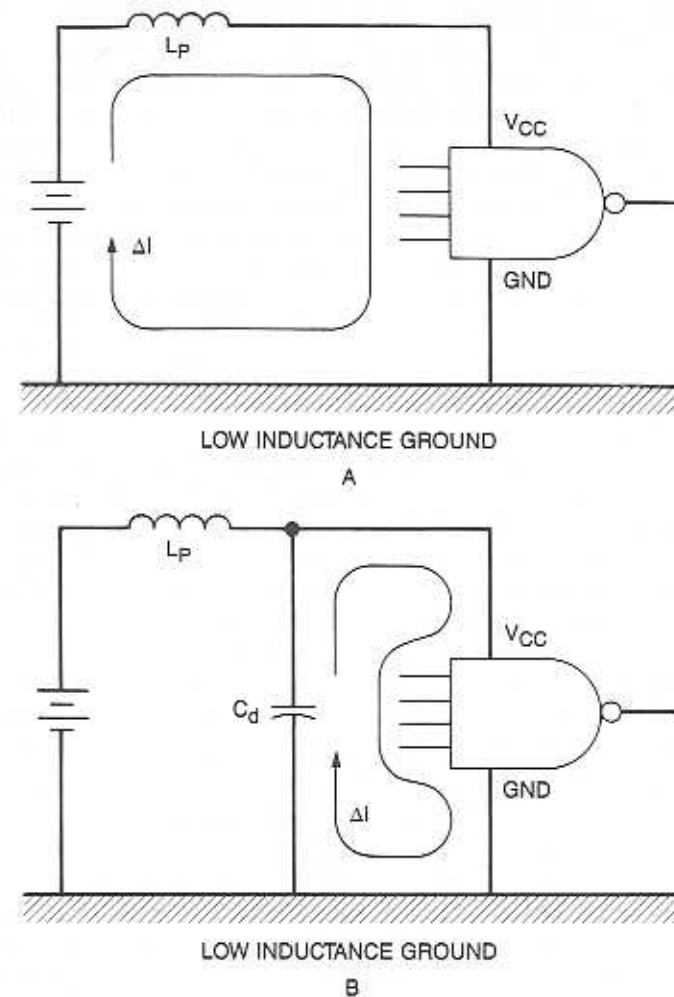 LP
VCC
ΔI
GND
LOW INDUCTANCE GROUND
A
LP
VCC
Cd
GND
ΔI
LOW INDUCTANCE GROUND
B